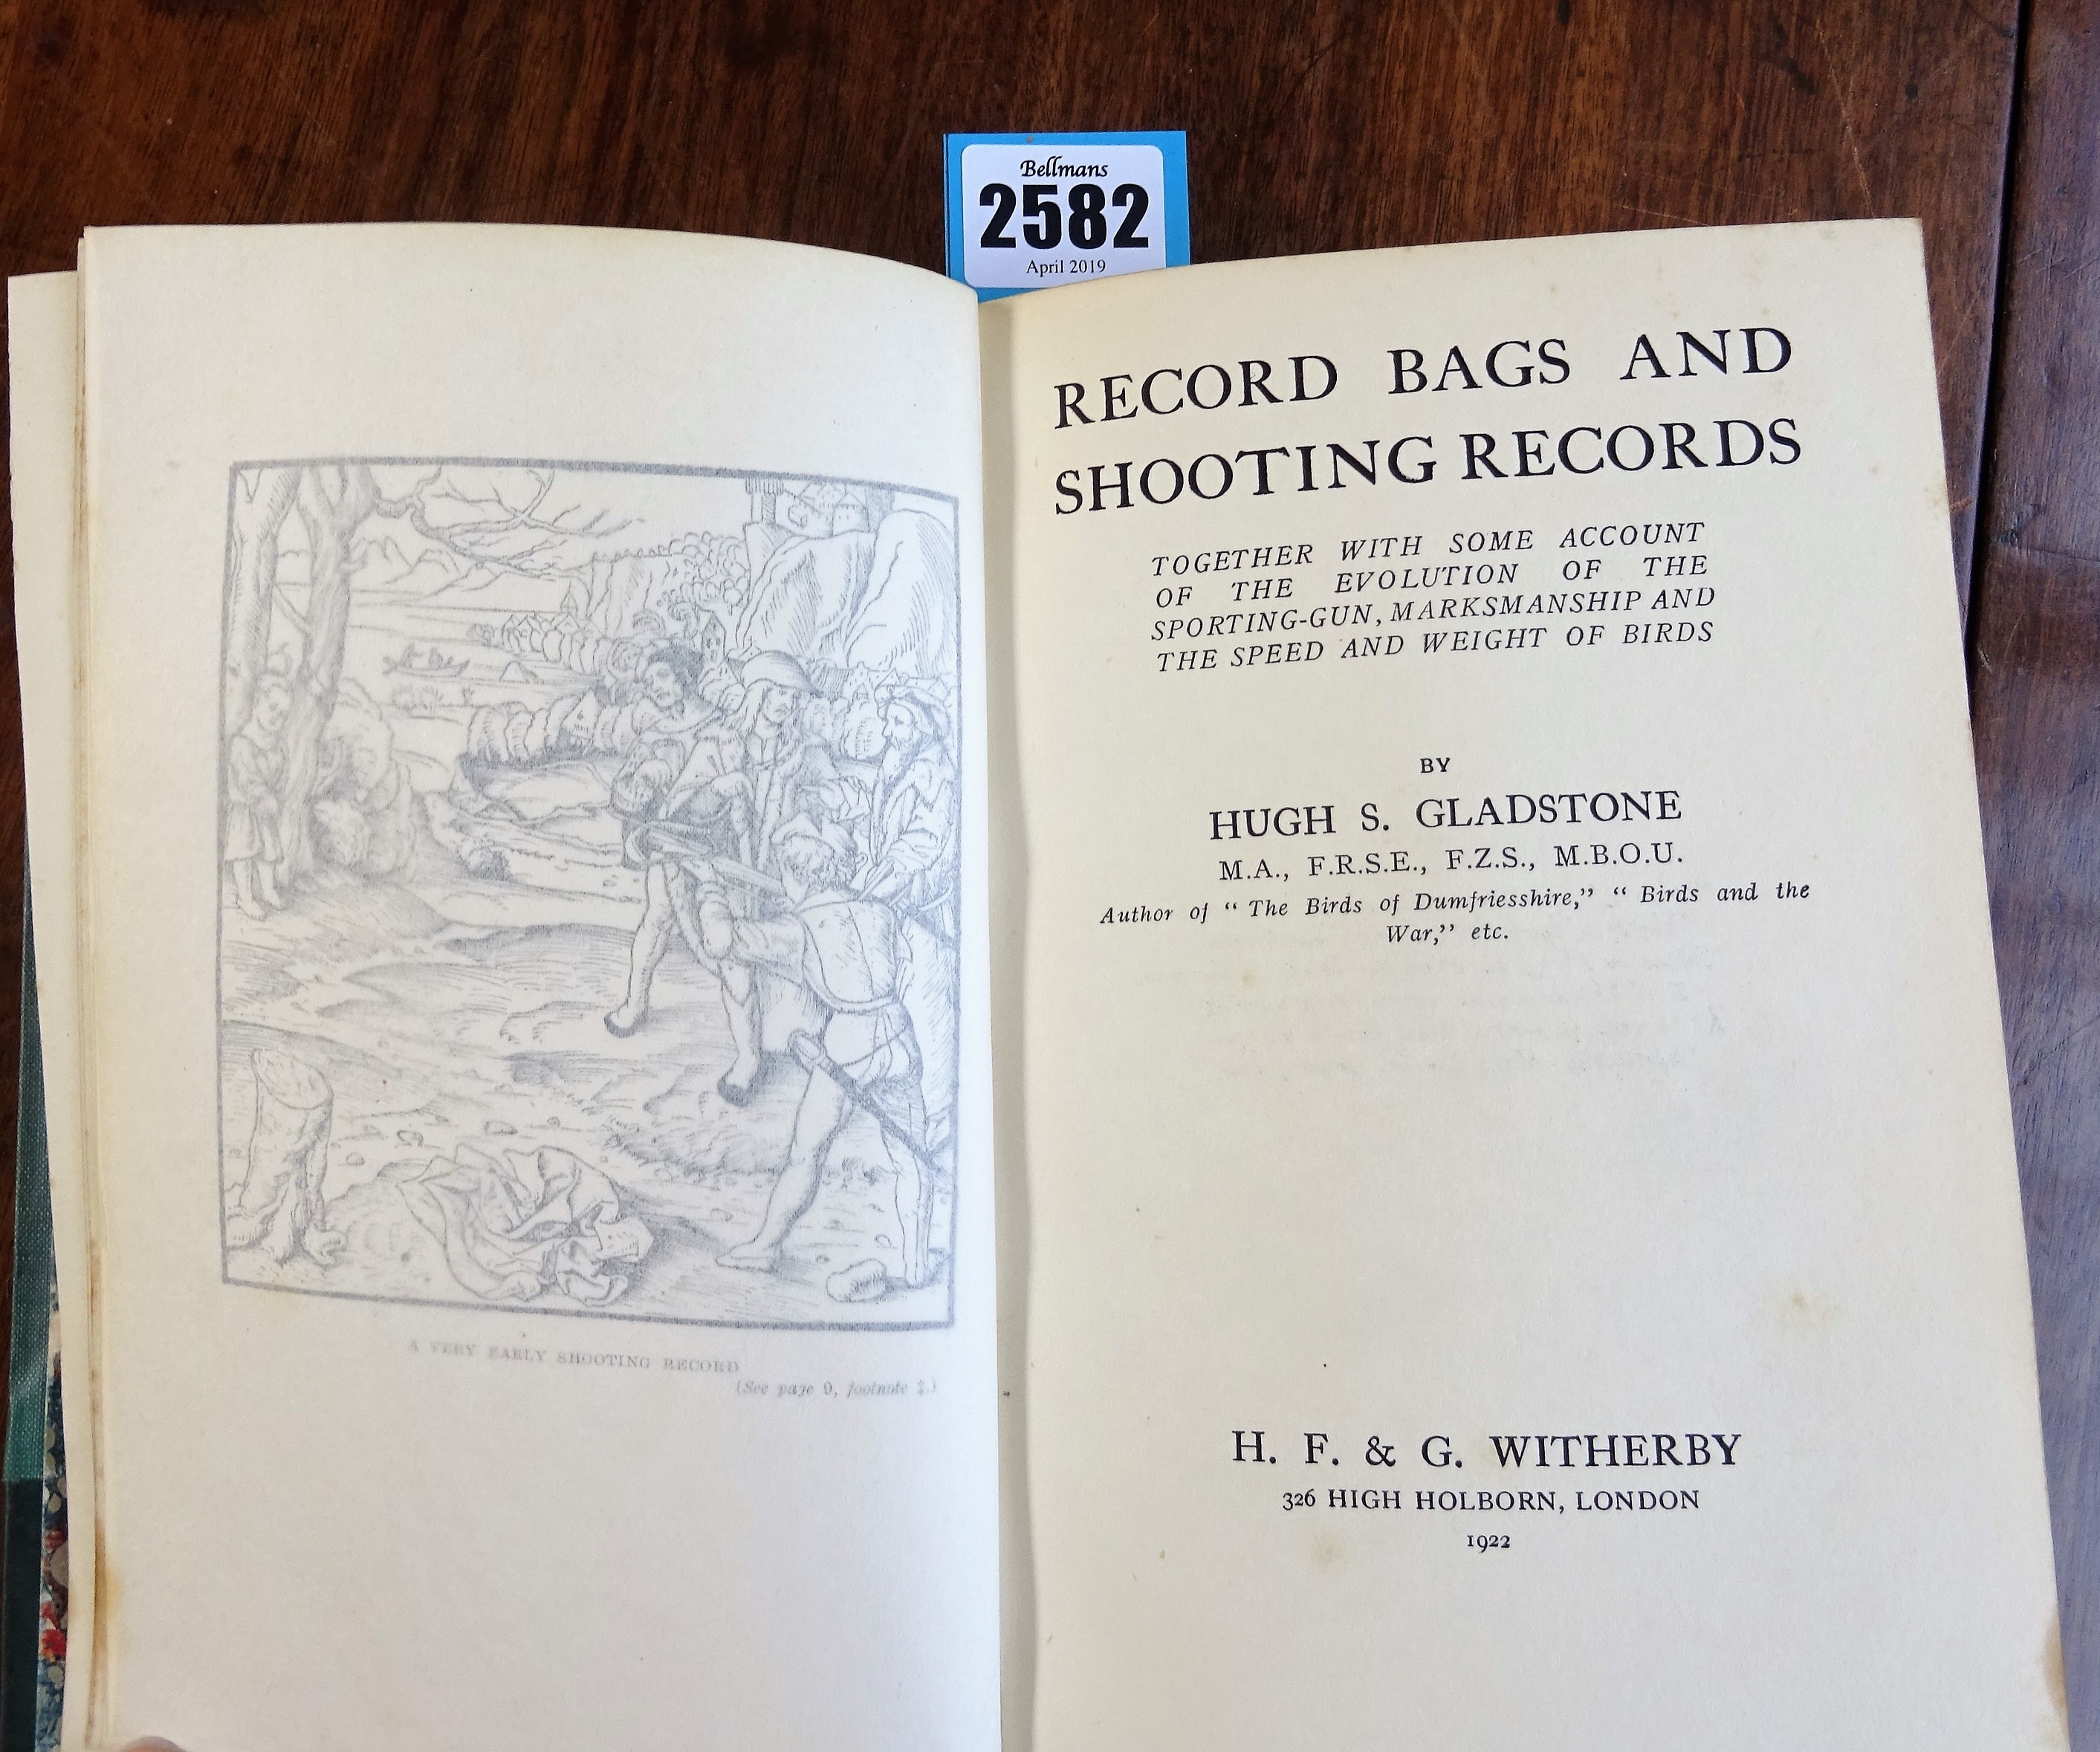 Bellmans
2582
April 2019
A VERY EARLY SHOOTING RECORD
(See page 9, footnote ‡.)
RECORD BAGS AND
SHOOTING RECORDS
TOGETHER WITH SOME ACCOUNT
OF THE EVOLUTION OF THE
SPORTING-GUN, MARKSMANSHIP AND
THE SPEED AND WEIGHT OF BIRDS
BY
HUGH S. GLADSTONE
M.A., F.R.S.E., F.Z.S., M.B.O.U.
Author of “ The Birds of Dumfriesshire,” “ Birds and the
War,” etc.
H. F. & G. WITHERBY
326 HIGH HOLBORN, LONDON
1922